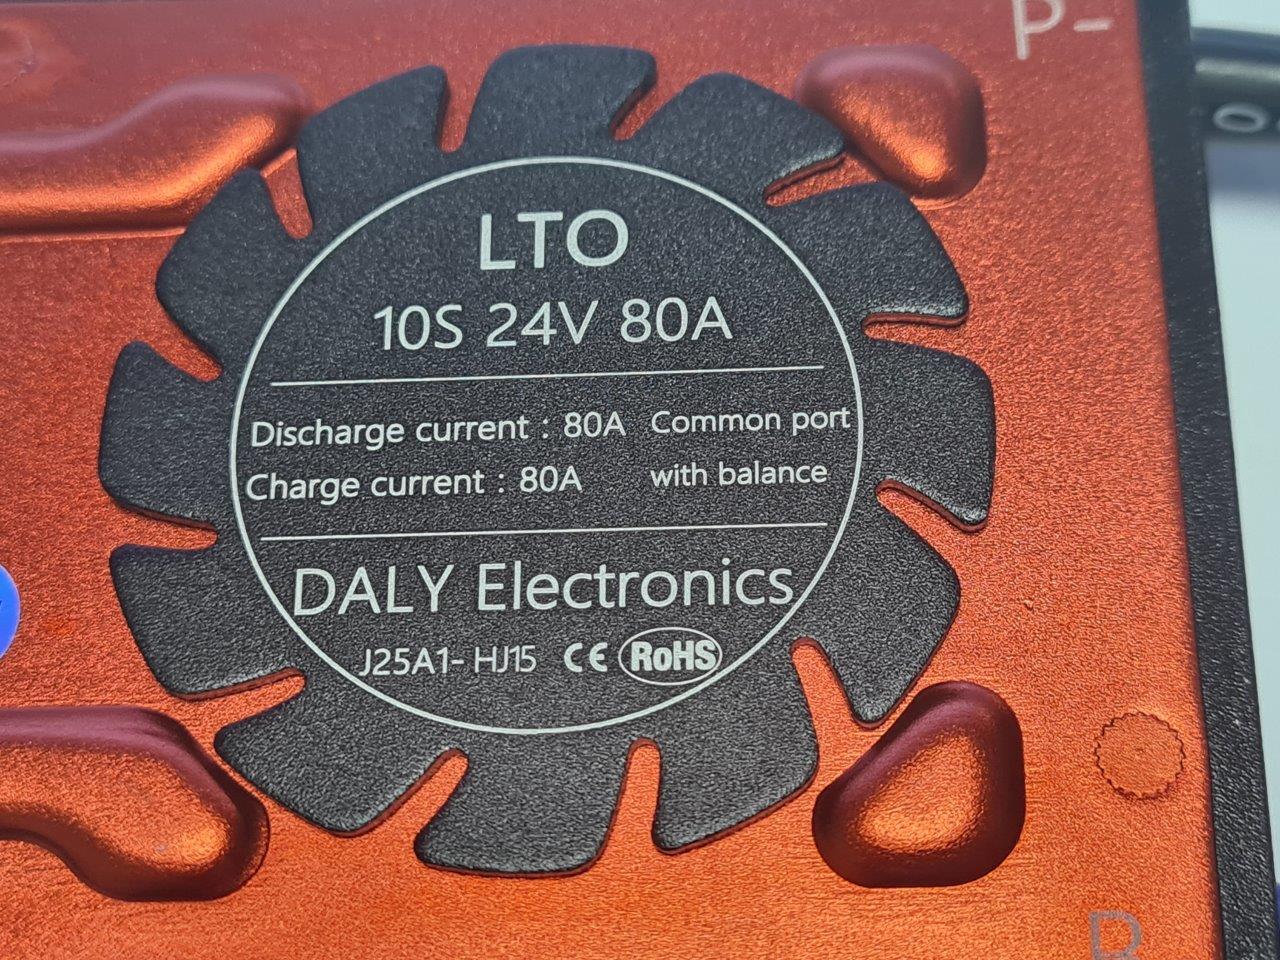 P-
LTO
10S 24V 80A
Discharge current : 80A Common port
Charge current : 80A with balance
DALY Electronics
J25A1- HJ15 CE RoHS